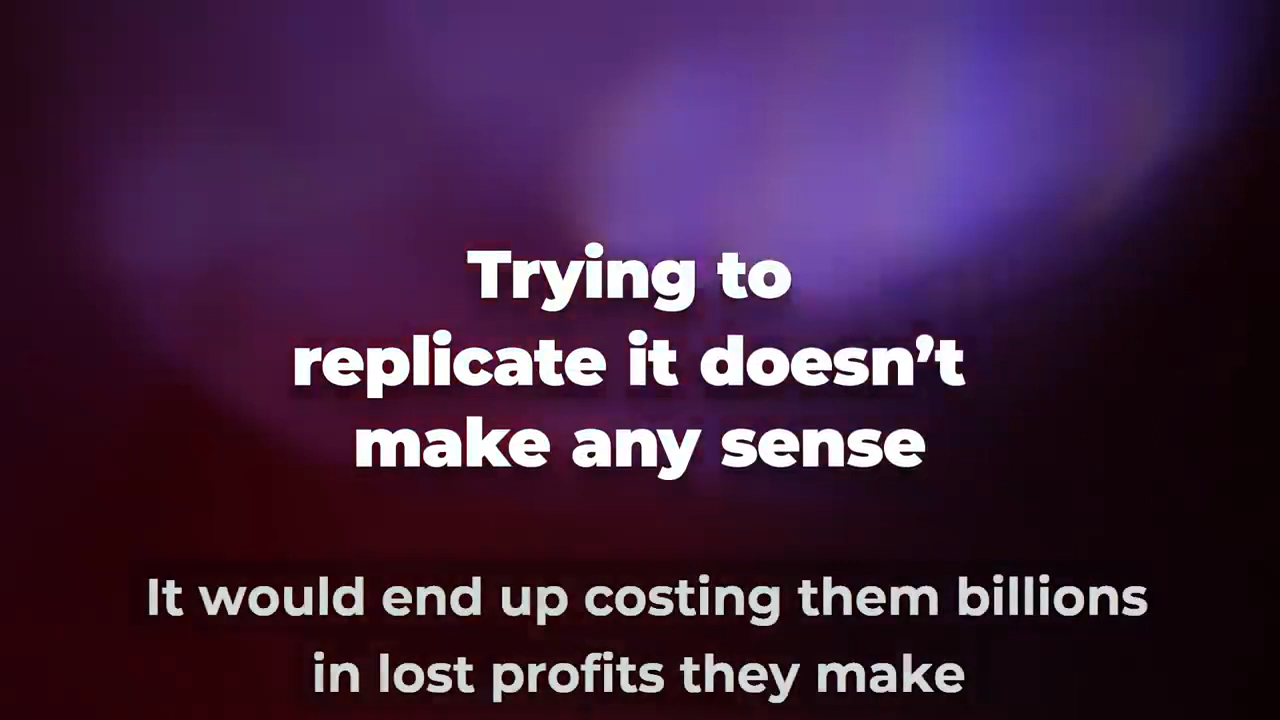 Trying to
replicate it doesn’t
make any sense
It would end up costing them billions
in lost profits they make